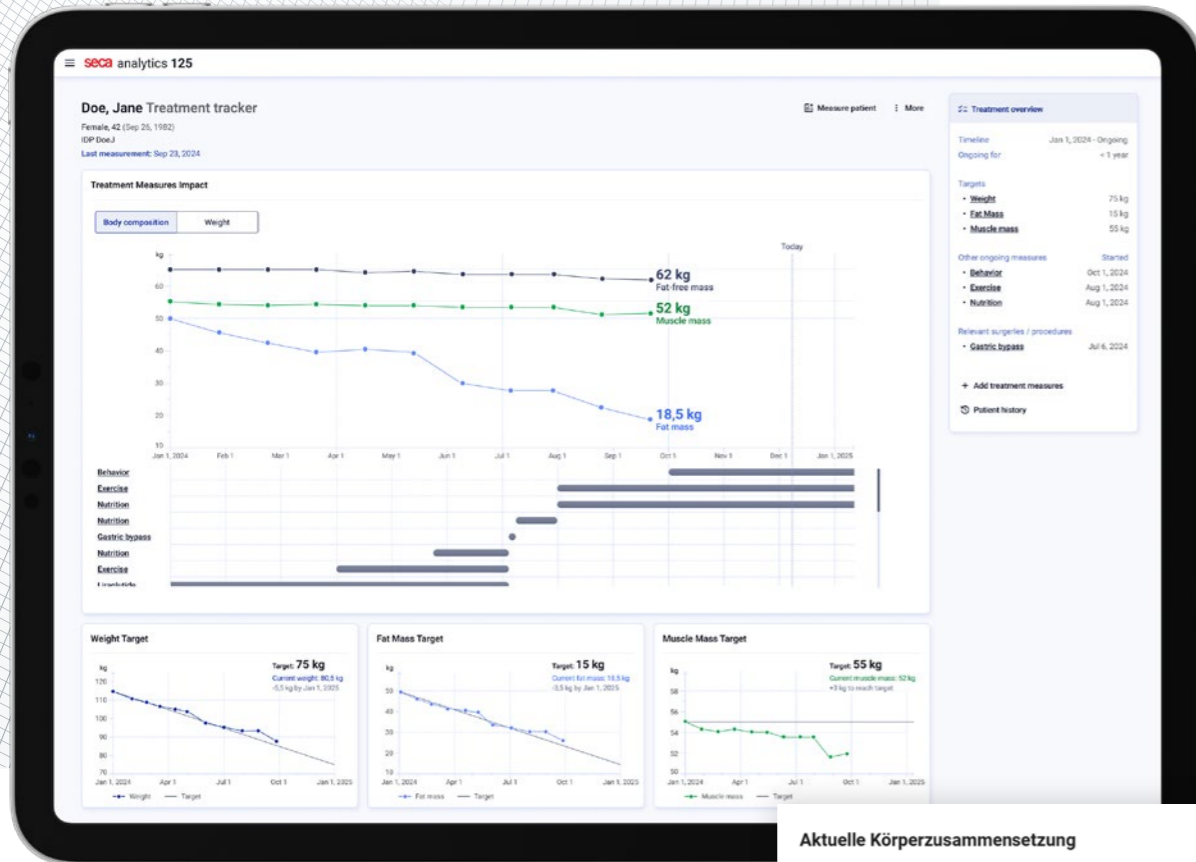 seca analytics 125
Doe, Jane Treatment tracker
Measure patient
More
Female, 42 (Sep 26, 1982)
Last measurement: Sep 23, 2024
Treatment Measures Impact
Body composition Weight
Today
kg
60
50
40
30
20
10
62 kg
Fat-free mass
52 kg
Muscle mass
18,5 kg
Fat mass
Jan 1, 2024 Feb 1 Mar 1 Apr 1 May 1 Jun 1 Jul 1 Aug 1 Sep 1 Oct 1 Nov 1 Dec 1 Jan 1, 2025
Behavior
Exercise
Nutrition
Nutrition
Gastric bypass
Nutrition
Exercise
Treatment overview
Timeline Jan 1, 2024 - Ongoing
Ongoing for < 1 year
Targets
• Weight 75 kg
• Fat Mass 15 kg
• Muscle mass 55 kg
Other ongoing measures Started
• Behavior Oct 1, 2024
• Exercise Aug 1, 2024
• Nutrition Aug 1, 2024
Relevant surgeries / procedures
• Gastric bypass Jul 6, 2024
+ Add treatment measures
Patient history
Weight Target
Target: 75 kg
Current weight: 80,5 kg
-5,5 kg by Jan 1, 2025
kg
120
110
100
90
80
70
Jan 1, 2024 Apr 1 Jul 1 Oct 1 Jan 1, 2025
Weight Target
Fat Mass Target
Target: 15 kg
Current fat mass: 18,5 kg
-3,5 kg by Jan 1, 2025
kg
50
40
30
20
10
Jan 1, 2024 Apr 1 Jul 1 Oct 1 Jan 1, 2025
Fat mass Target
Muscle Mass Target
Target: 55 kg
Current muscle mass: 52 kg
+3 kg to reach target
kg
58
56
54
52
50
Jan 1, 2024 Apr 1 Jul 1 Oct 1 Jan 1, 2025
Muscle mass Target
Aktuelle Körperzusammensetzung